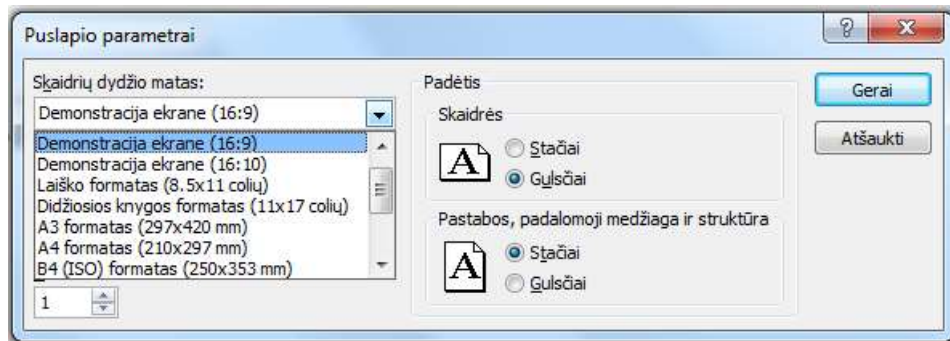 Puslapio parametrai
Skaidrių dydžio matas:
Demonstracija ekrane (16:9)
Demonstracija ekrane (16:9)
Demonstracija ekrane (16:10)
Laiško formatas (8.5x11 colių)
Didžiosios knygos formatas (11x17 colių)
A3 formatas (297x420 mm)
A4 formatas (210x297 mm)
B4 (ISO) formatas (250x353 mm)
1
Padėtis
Skaidrės
A
Stačiai
Gulsčiai
Pastabos, padalomoji medžiaga ir struktūra
A
Stačiai
Gulsčiai
Gerai
Atšaukti